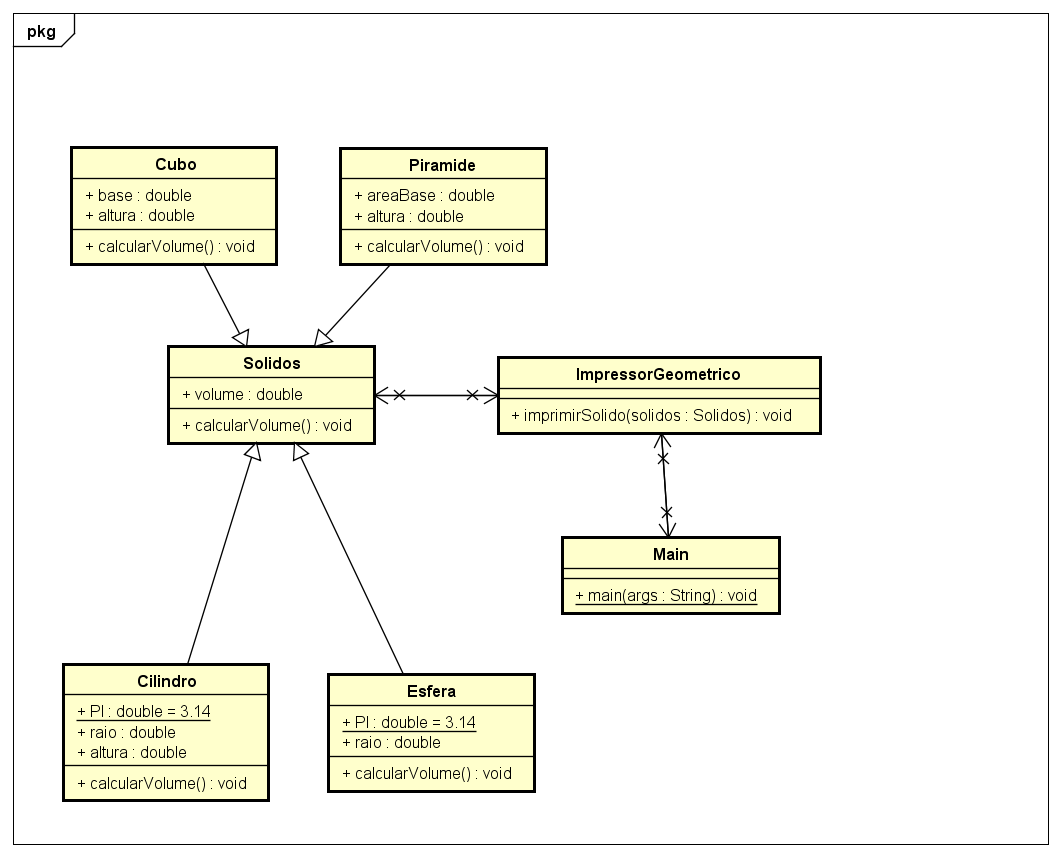 pkg
Cubo
+ base : double
+ altura : double
+ calcularVolume() : void
Piramide
+ areaBase : double
+ altura : double
+ calcularVolume() : void
Solidos
+ volume : double
+ calcularVolume() : void
ImpressorGeometrico
+ imprimirSolido(solidos : Solidos) : void
Main
+ main(args : String) : void
Cilindro
+ PI : double = 3.14
+ raio : double
+ altura : double
+ calcularVolume() : void
Esfera
+ PI : double = 3.14
+ raio : double
+ calcularVolume() : void